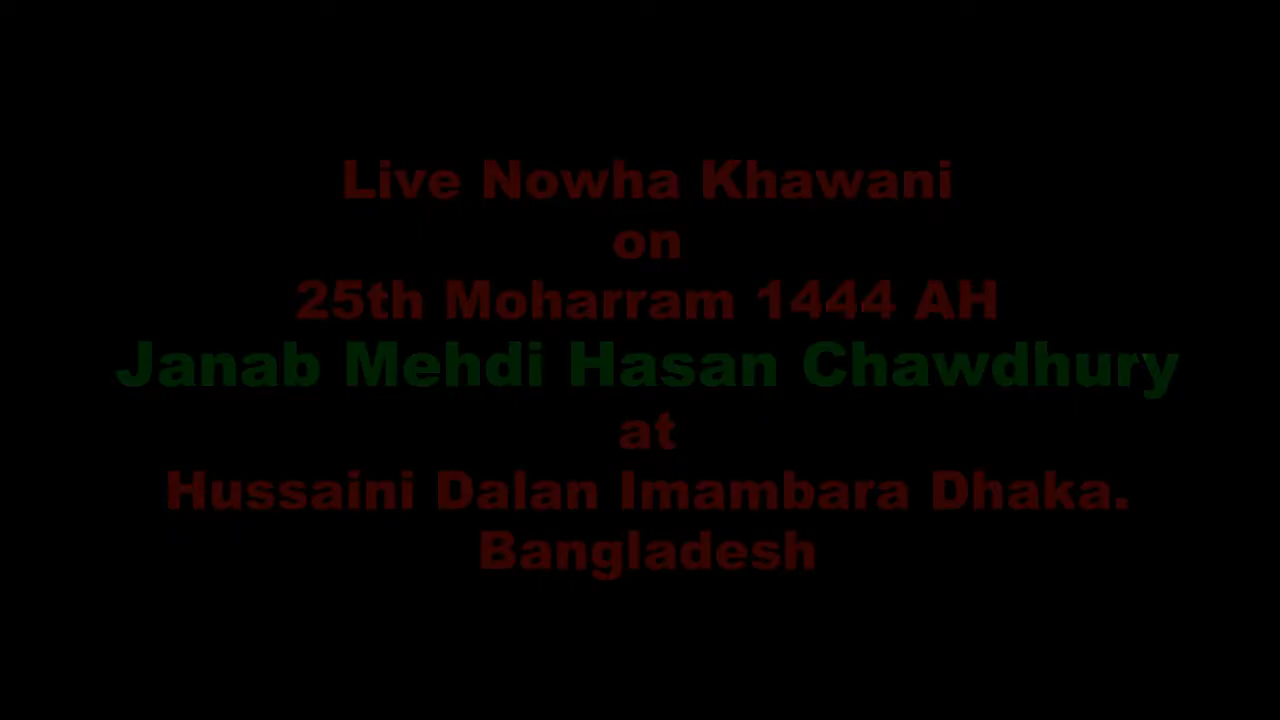 Live Nowha Khawani
on
25th Moharram 1444 AH
Janab Mehdi Hasan Chawdhury
at
Hussaini Dalan Imambara Dhaka.
Bangladesh